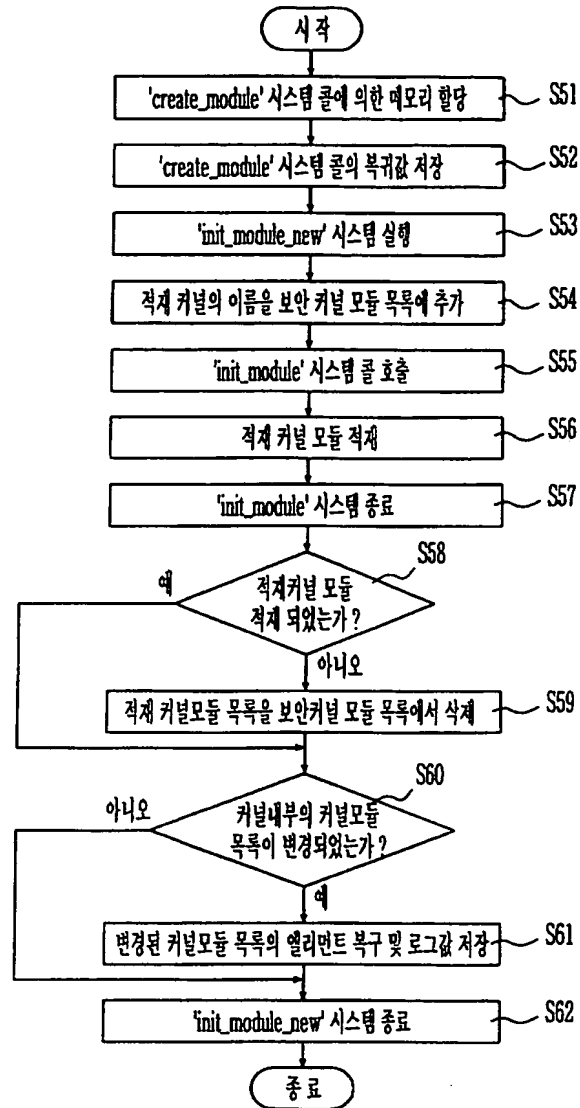 시 작
'create_module' 시스템 콜에 의한 메모리 할당
S51
'create_module' 시스템 콜의 복귀값 저장
S52
'init_module_new' 시스템 실행
S53
적재 커널의 이름을 보안 커널 모듈 목록에 추가
S54
'init_module' 시스템 콜 호출
S55
적재 커널 모듈 적재
S56
'init_module' 시스템 종료
S57
S58
예
적재커널 모듈
적재 되었는가?
아니오
적재 커널모듈 목록을 보안커널 모듈 목록에서 삭제
S59
S60
아니오
커널내부의 커널모듈
목록이 변경되었는가?
예
변경된 커널모듈 목록의 엘리먼트 복구 및 로그값 저장
S61
'init_module_new' 시스템 종료
S62
종 료